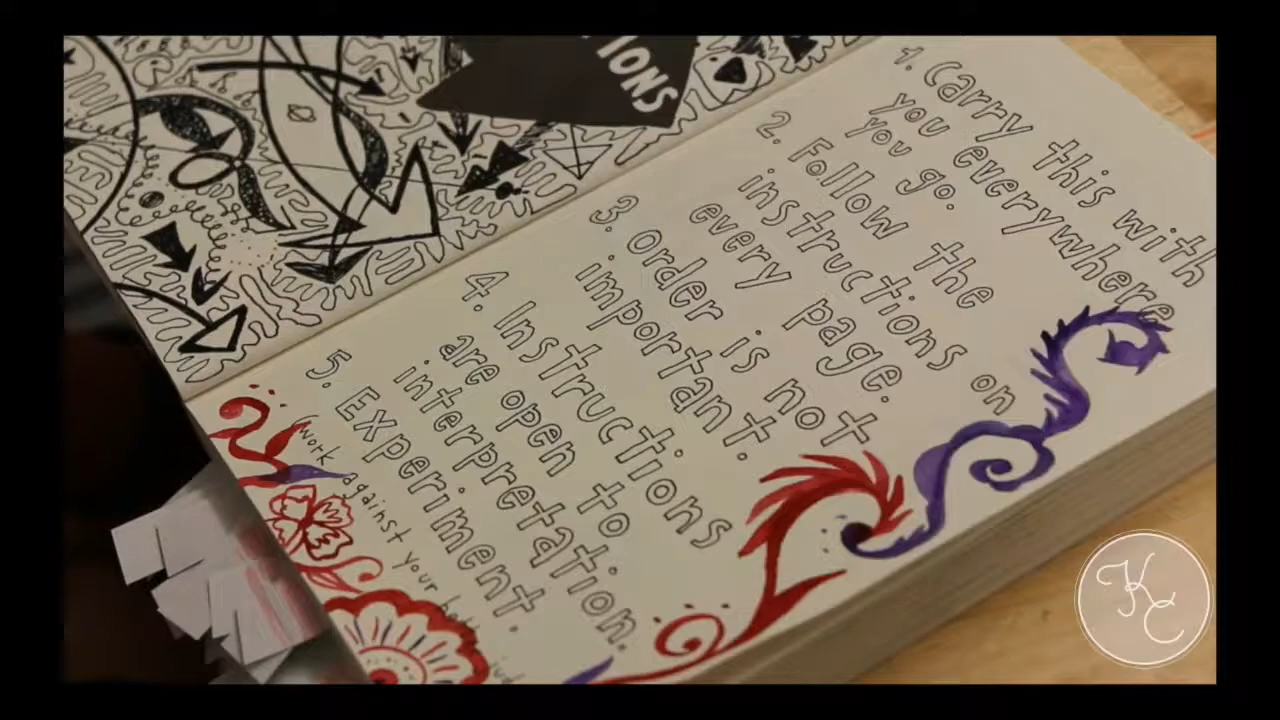 IONS
1. Carry this with
you everywhere
you go.
2. Follow the
instructions on
every page.
3. Order is not
important.
4. Instructions
are open to
interpretation.
5. Experiment.
(work against your better
KC